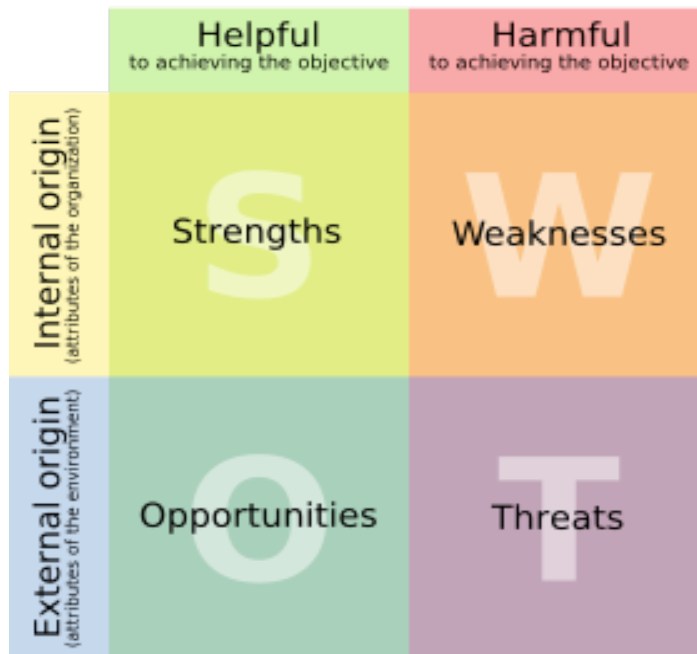 Helpful
to achieving the objective
Harmful
to achieving the objective
Internal origin
(attributes of the organization)
S
Strengths
W
Weaknesses
External origin
(attributes of the environment)
O
Opportunities
T
Threats